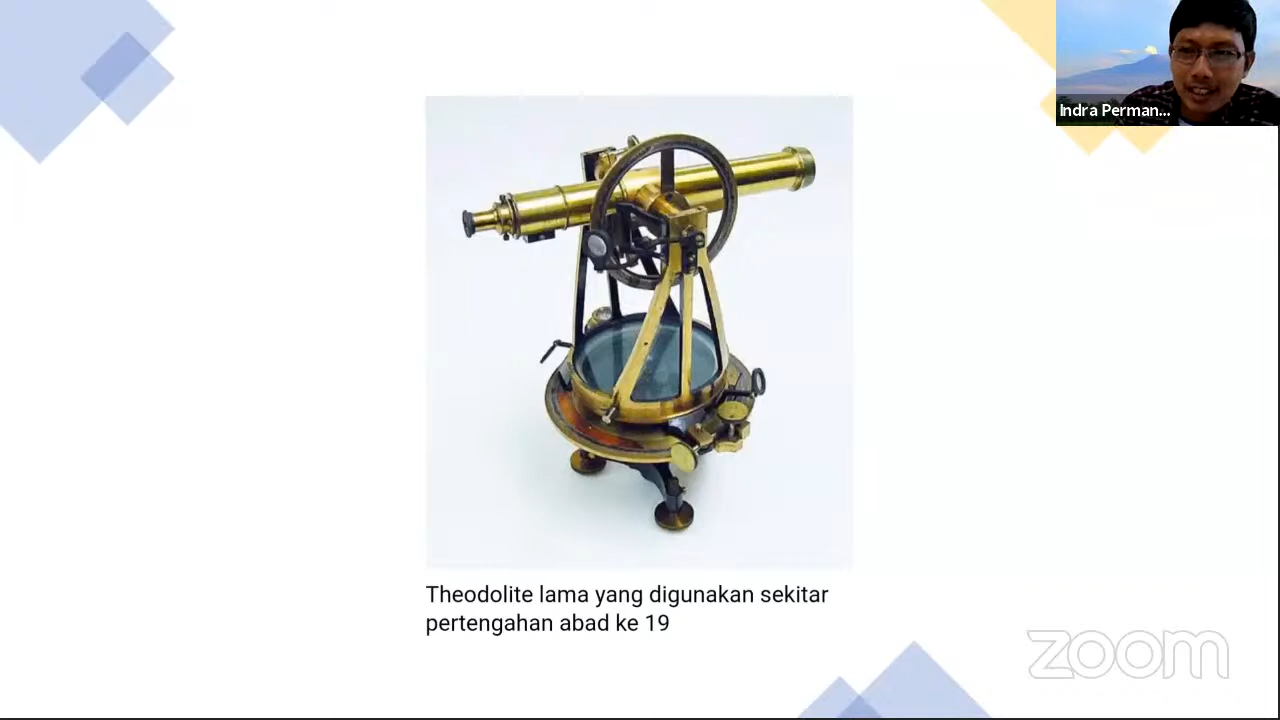 Indra Perman...
Theodolite lama yang digunakan sekitar
pertengahan abad ke 19
zoom